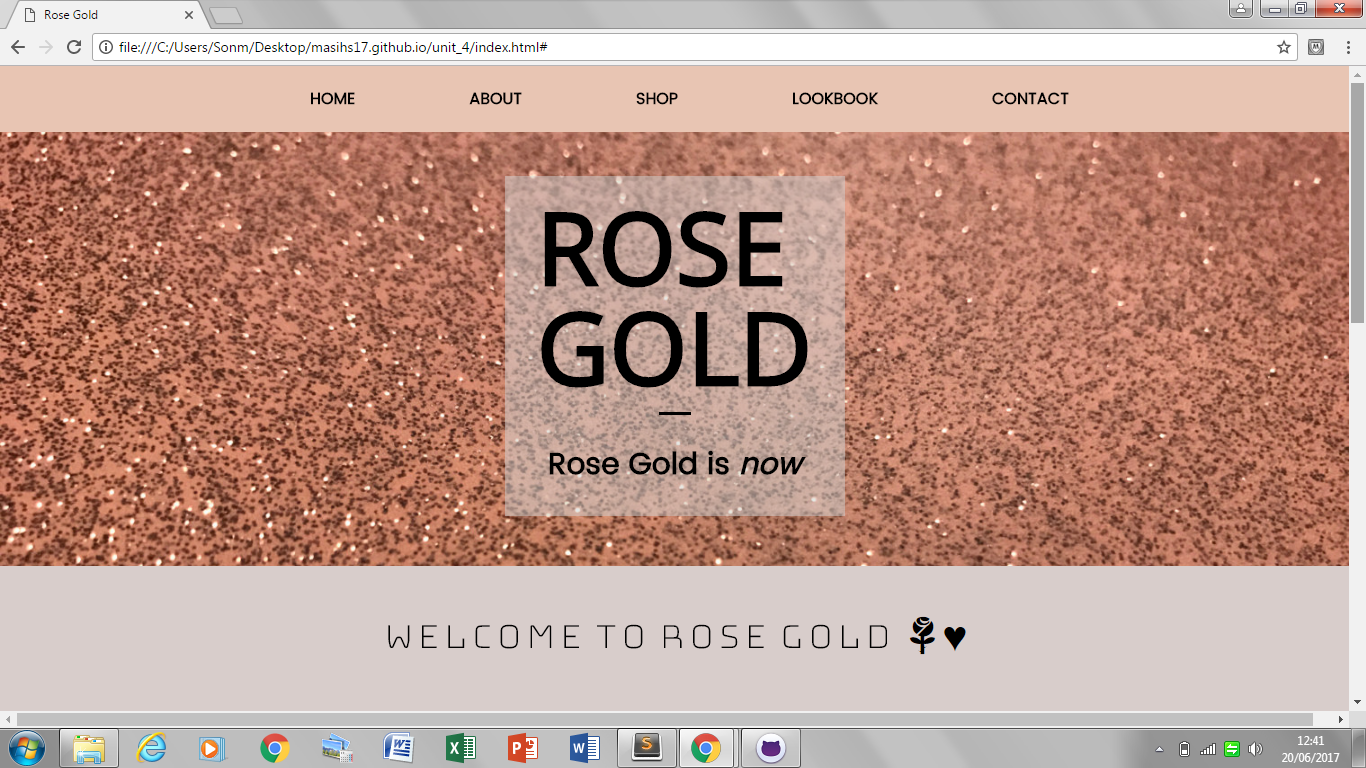 Rose Gold
file:///C:/Users/Sonm/Desktop/masihs17.github.io/unit_4/index.html#
HOME ABOUT SHOP LOOKBOOK CONTACT
ROSE
GOLD
Rose Gold is now
WELCOME TO ROSE GOLD ♥
12:41
20/06/2017